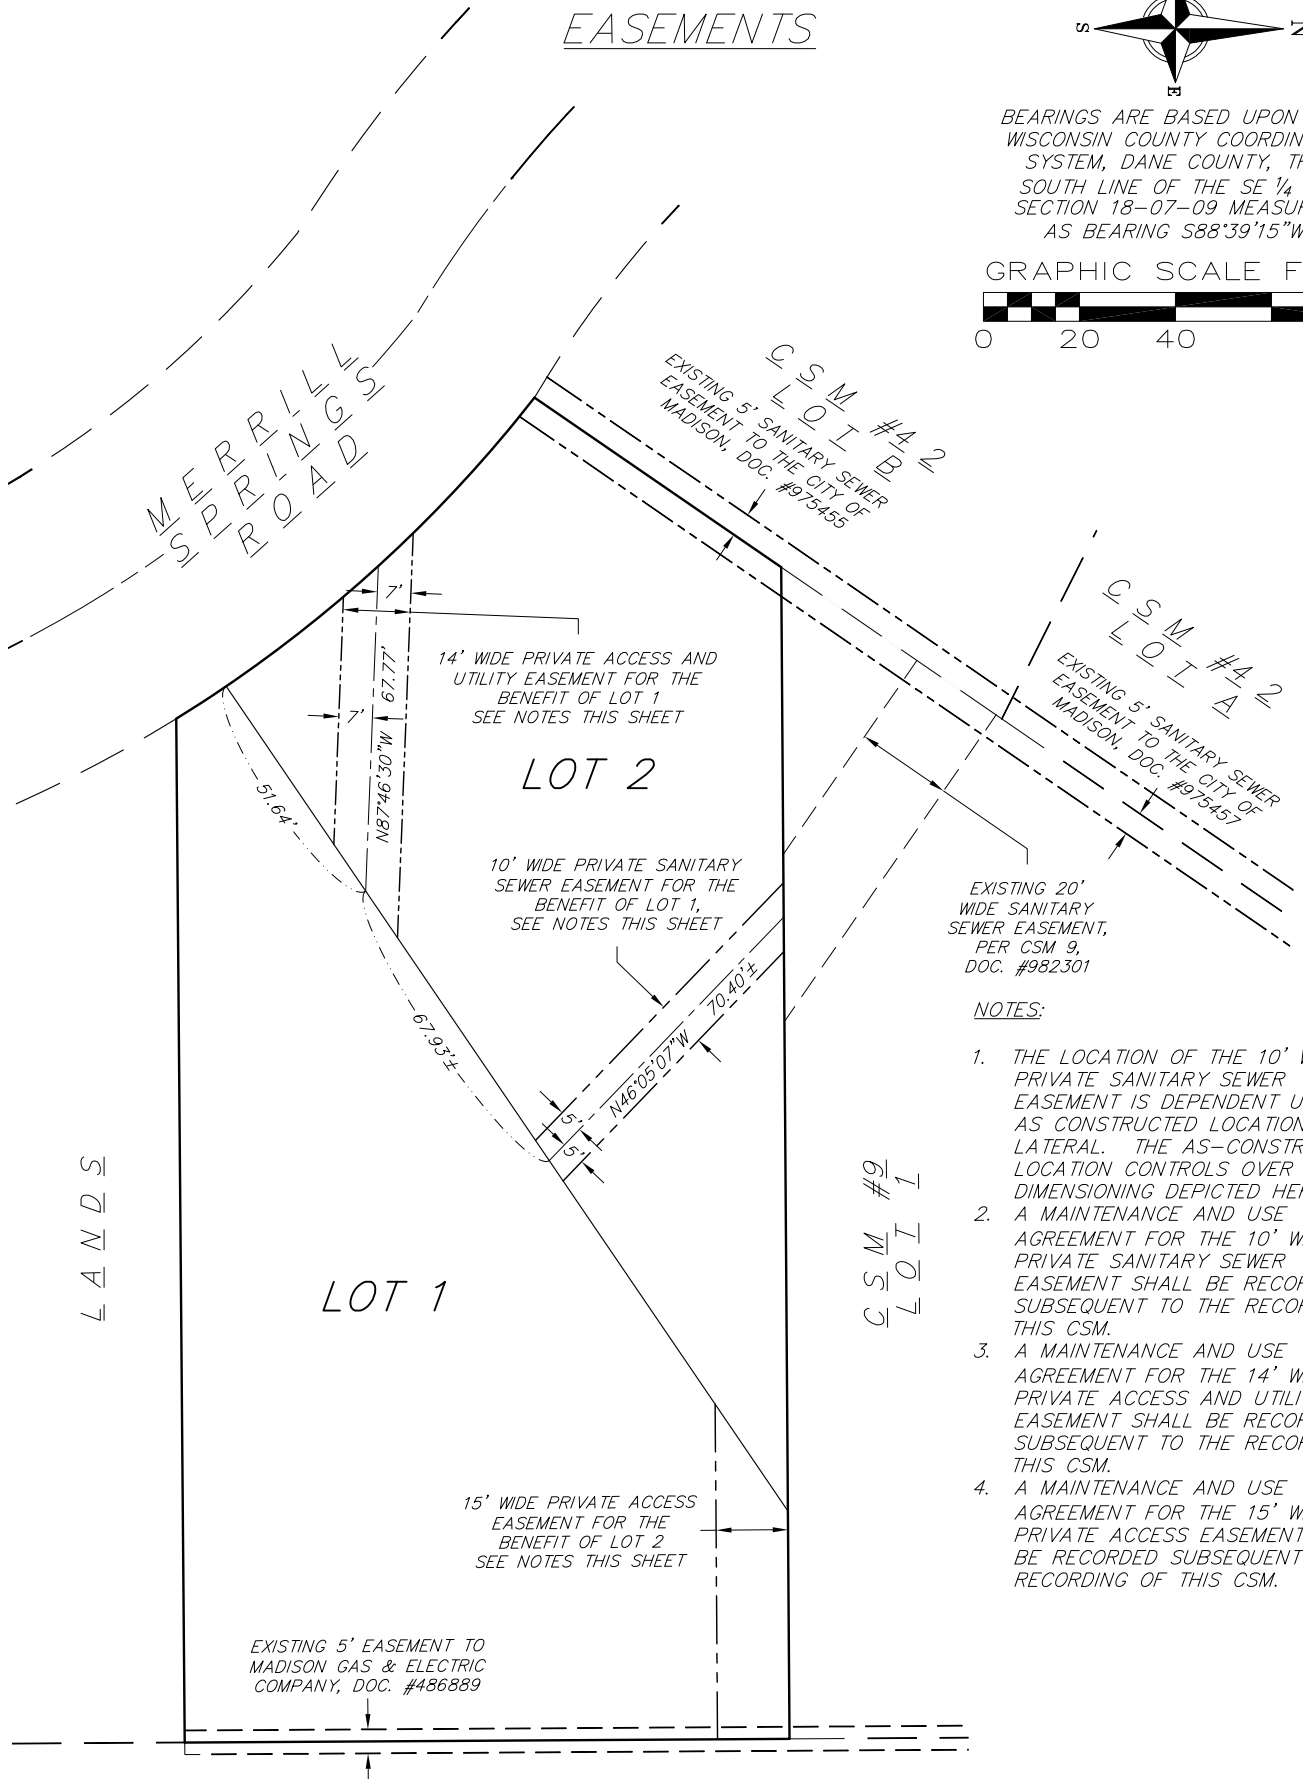 EASEMENTS
S
N
E
BEARINGS ARE BASED UPON
WISCONSIN COUNTY COORDIN
SYSTEM, DANE COUNTY, TH
SOUTH LINE OF THE SE 1/4
SECTION 18-07-09 MEASUR
AS BEARING S88°39'15"W
GRAPHIC SCALE F
0 20 40
MERRILL
SPRINGS
ROAD
CSM #42
LOT B
EXISTING 5' SANITARY SEWER
EASEMENT TO THE CITY OF
MADISON, DOC. #975455
CSM #42
LOT A
EXISTING 5' SANITARY SEWER
EASEMENT TO THE CITY OF
MADISON, DOC. #975457
7'
7'
N87°46'30"W 67.77'
14' WIDE PRIVATE ACCESS AND
UTILITY EASEMENT FOR THE
BENEFIT OF LOT 1
SEE NOTES THIS SHEET
LOT 2
51.64'
10' WIDE PRIVATE SANITARY
SEWER EASEMENT FOR THE
BENEFIT OF LOT 1,
SEE NOTES THIS SHEET
EXISTING 20'
WIDE SANITARY
SEWER EASEMENT,
PER CSM 9,
DOC. #982301
67.93'±
N46°05'07"W 70.40'±
5'
5'
LANDS
LOT 1
CSM #9
LOT 1
15' WIDE PRIVATE ACCESS
EASEMENT FOR THE
BENEFIT OF LOT 2
SEE NOTES THIS SHEET
EXISTING 5' EASEMENT TO
MADISON GAS & ELECTRIC
COMPANY, DOC. #486889
NOTES:
1. THE LOCATION OF THE 10' W
PRIVATE SANITARY SEWER
EASEMENT IS DEPENDENT U
AS CONSTRUCTED LOCATION
LATERAL. THE AS-CONSTR
LOCATION CONTROLS OVER
DIMENSIONING DEPICTED HE
2. A MAINTENANCE AND USE
AGREEMENT FOR THE 10' W
PRIVATE SANITARY SEWER
EASEMENT SHALL BE RECOR
SUBSEQUENT TO THE RECOR
THIS CSM.
3. A MAINTENANCE AND USE
AGREEMENT FOR THE 14' W
PRIVATE ACCESS AND UTILI
EASEMENT SHALL BE RECOR
SUBSEQUENT TO THE RECOR
THIS CSM.
4. A MAINTENANCE AND USE
AGREEMENT FOR THE 15' W
PRIVATE ACCESS EASEMENT
BE RECORDED SUBSEQUENT
RECORDING OF THIS CSM.